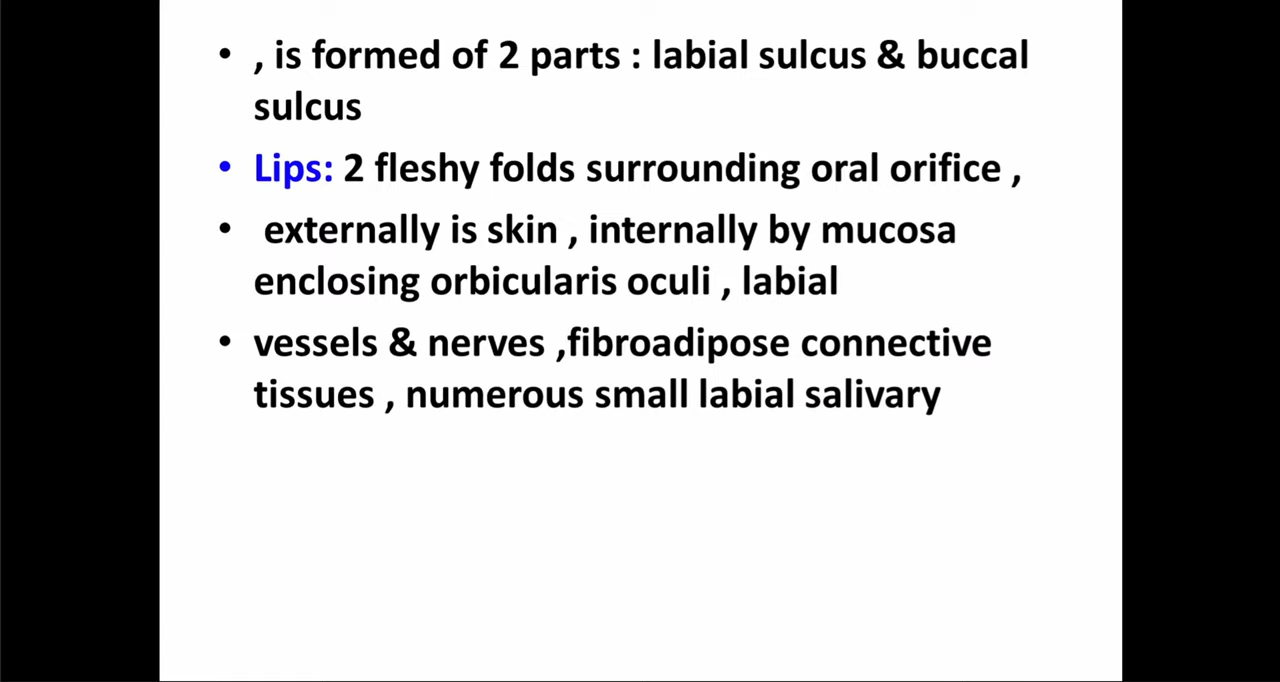 • , is formed of 2 parts : labial sulcus & buccal
sulcus
• Lips: 2 fleshy folds surrounding oral orifice ,
• externally is skin , internally by mucosa
enclosing orbicularis oculi , labial
• vessels & nerves ,fibroadipose connective
tissues , numerous small labial salivary